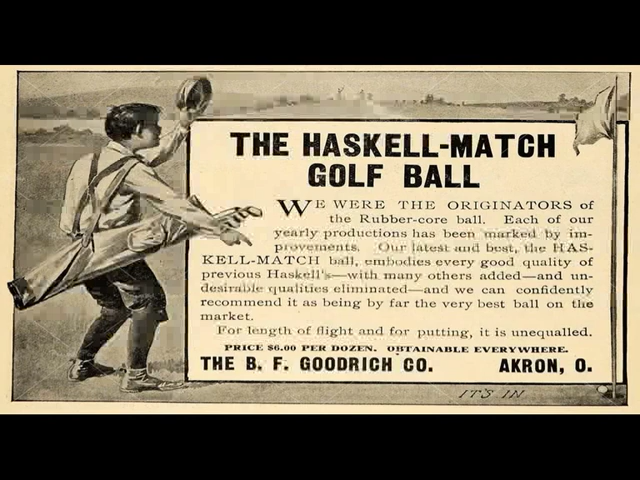 THE HASKELL-MATCH
GOLF BALL
WE WERE THE ORIGINATORS of
the Rubber-core ball. Each of our
yearly productions has been marked by im-
provements. Our latest and best, the HAS-
KELL-MATCH ball, embodies every good quality of
previous Haskell's—with many others added—and un-
desirable qualities eliminated—and we can confidently
recommend it as being by far the very best ball on the
market.
For length of flight and for putting, it is unequalled.
PRICE $6.00 PER DOZEN. OBTAINABLE EVERYWHERE.
THE B. F. GOODRICH CO. AKRON, O.
IT'S IN